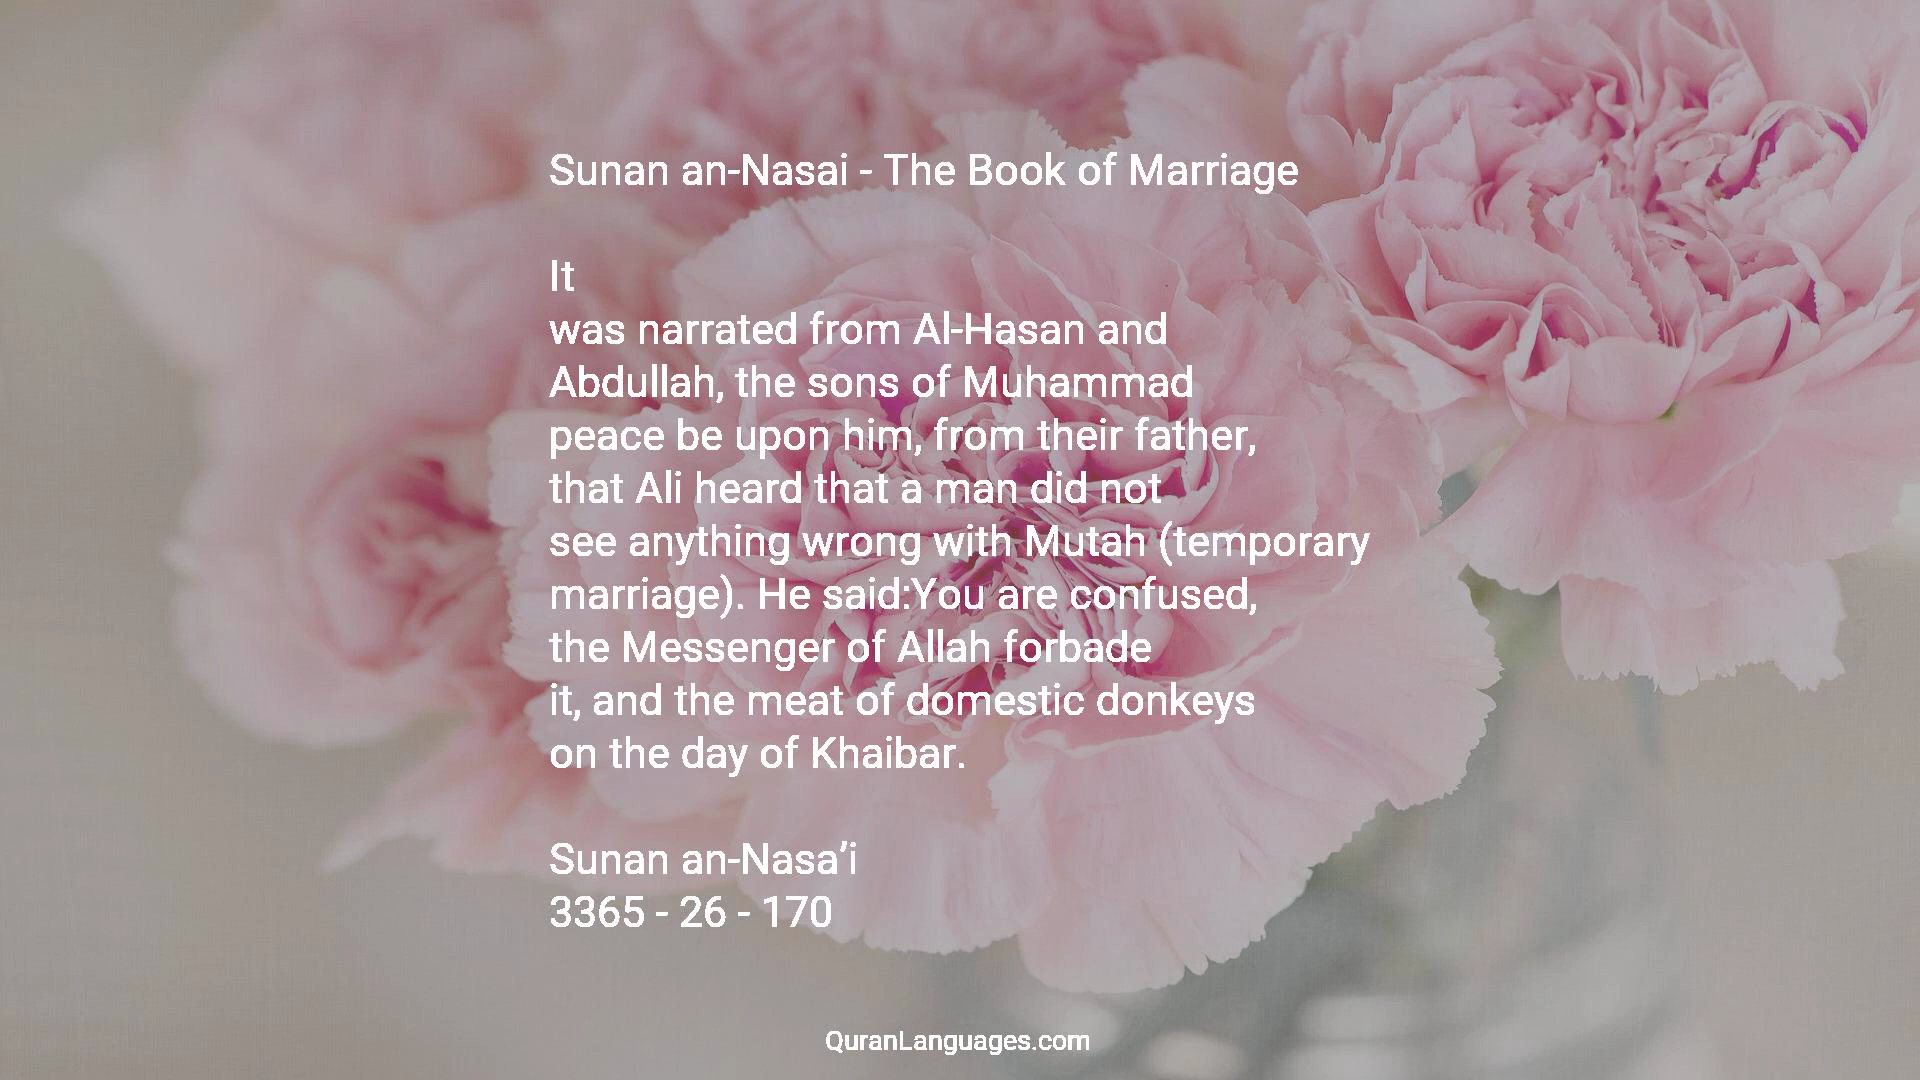 Sunan an-Nasai - The Book of Marriage
It
was narrated from Al-Hasan and
Abdullah, the sons of Muhammad
peace be upon him, from their father,
that Ali heard that a man did not
see anything wrong with Mutah (temporary
marriage). He said:You are confused,
the Messenger of Allah forbade
it, and the meat of domestic donkeys
on the day of Khaibar.
Sunan an-Nasa’i
3365 - 26 - 170
QuranLanguages.com